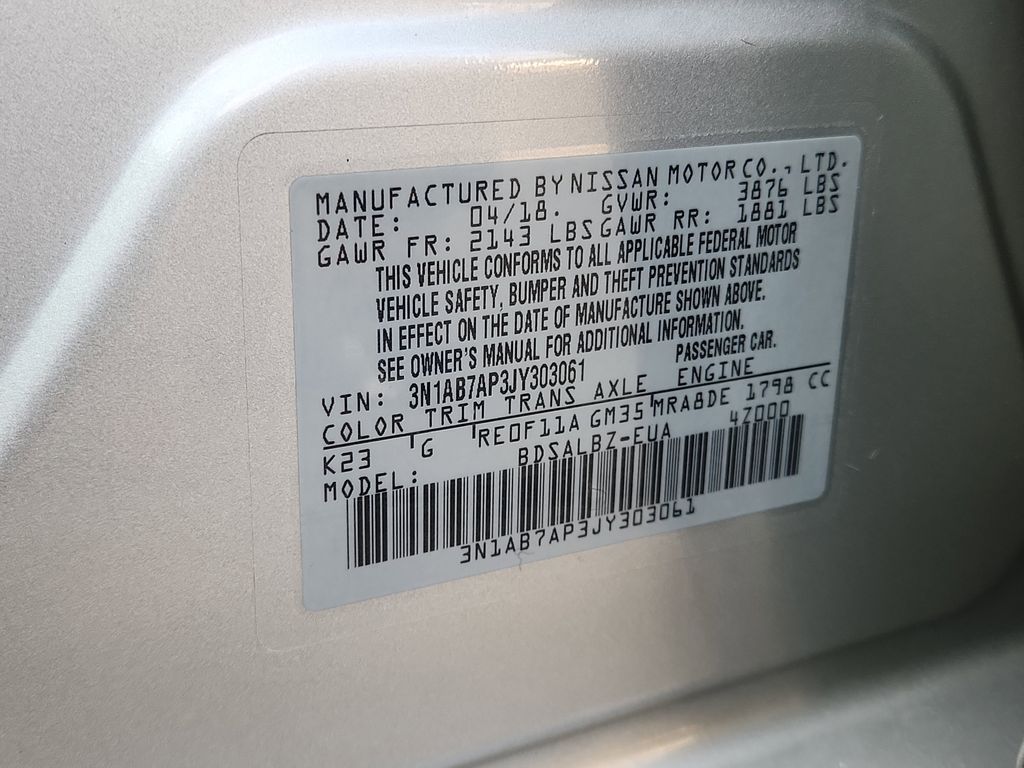 MANUFACTURED BY NISSAN MOTOR CO., LTD.
DATE: 04/18. GVWR: 3876 LBS
GAWR FR: 2143 LBS GAWR RR: 1881 LBS
THIS VEHICLE CONFORMS TO ALL APPLICABLE FEDERAL MOTOR
VEHICLE SAFETY, BUMPER AND THEFT PREVENTION STANDARDS
IN EFFECT ON THE DATE OF MANUFACTURE SHOWN ABOVE.
SEE OWNER'S MANUAL FOR ADDITIONAL INFORMATION.
VIN: 3N1AB7AP3JY303061 PASSENGER CAR.
COLOR TRIM TRANS AXLE ENGINE
K23 G RE0F11A GM35 MRA8DE 1798 CC
MODEL: BDSALBZ-EUA 4Z000
3N1AB7AP3JY303061